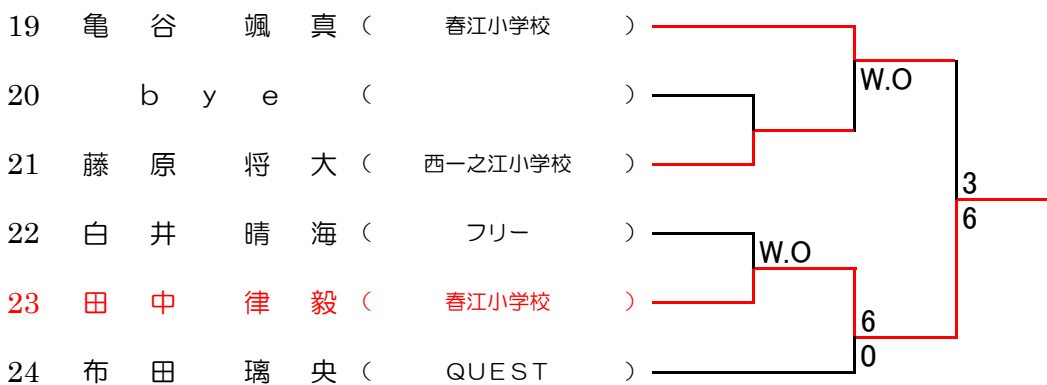 19 亀 谷 颯 真 ( 春江小学校 )
W.O
20 b y e ( )
21 藤 原 将 大 ( 西一之江小学校 )
3
6
22 白 井 晴 海 ( フリー )
W.O
23 田 中 律 毅 ( 春江小学校 )
6
0
24 布 田 璃 央 ( QUEST )